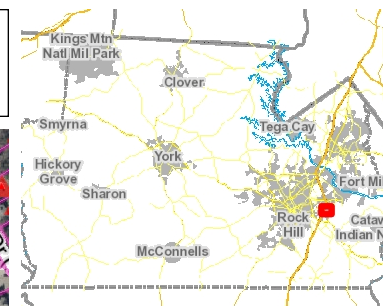 Kings Mtn
Natl Mil Park
Clover
Smyrna
Tega Cay
York
Hickory
Grove
Fort Mi
Sharon
Rock
Hill
Cataw
Indian N
McConnells